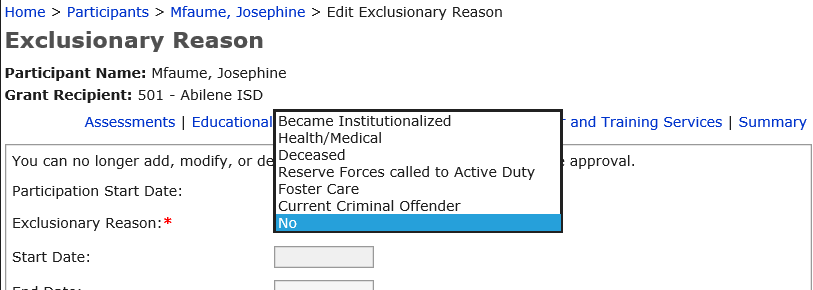 Home > Participants > Mfaume, Josephine > Edit Exclusionary Reason
Exclusionary Reason
Participant Name: Mfaume, Josephine
Grant Recipient: 501 - Abilene ISD
Assessments | Educational and Training Services | Summary
Became Institutionalized
Health/Medical
Deceased
Reserve Forces called to Active Duty
Foster Care
Current Criminal Offender
No
You can no longer add, modify, or approval.
Participation Start Date:
Exclusionary Reason:*
Start Date:
End Date: